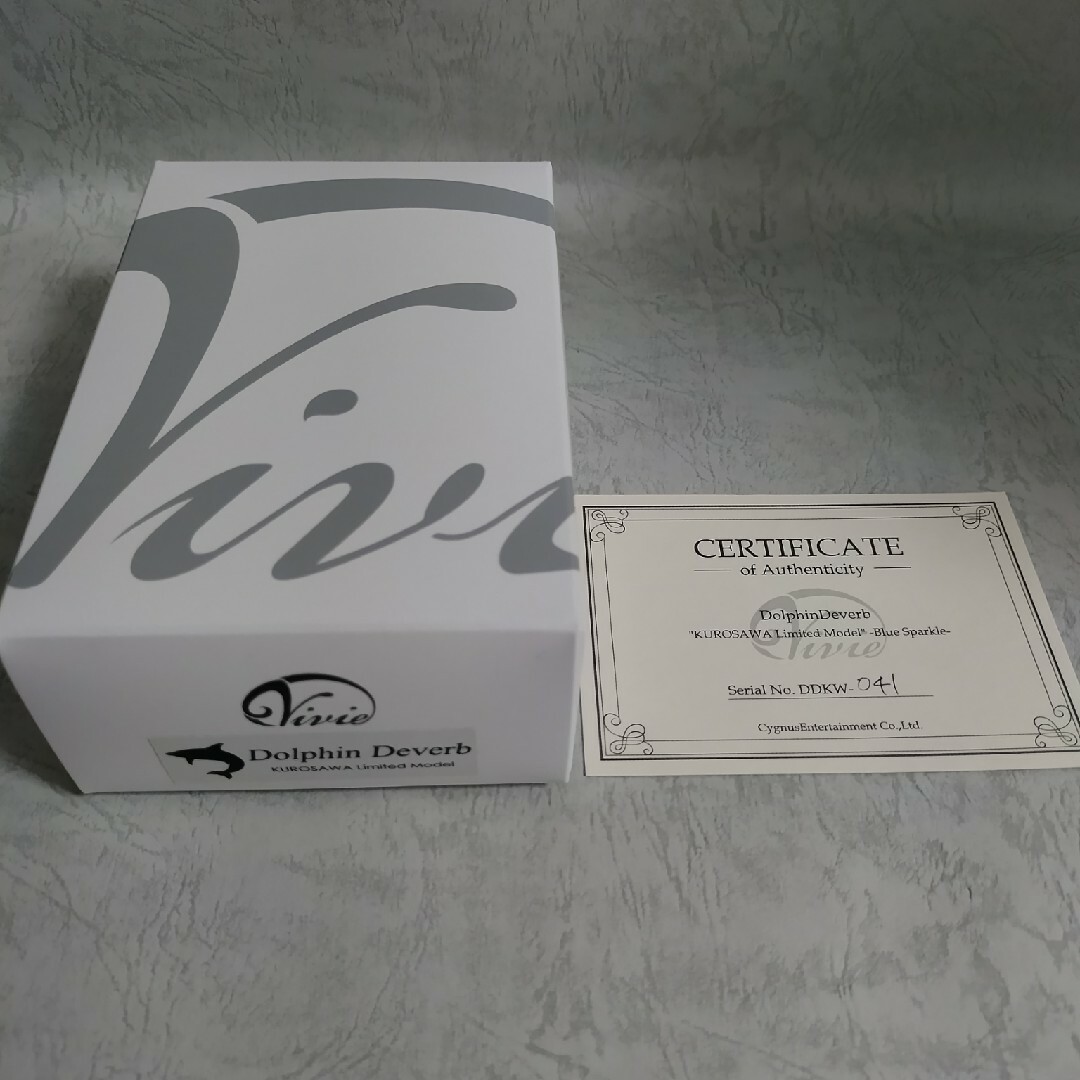 Vivie
Vivie
Dolphin Deverb
KUROSAWA Limited Model
CERTIFICATE
of Authenticity
DolphinDeverb
"KUROSAWA Limited Model" -Blue Sparkle-
Vivie
Serial No. DDKW-041
CygnusEntertainment Co.,Ltd.